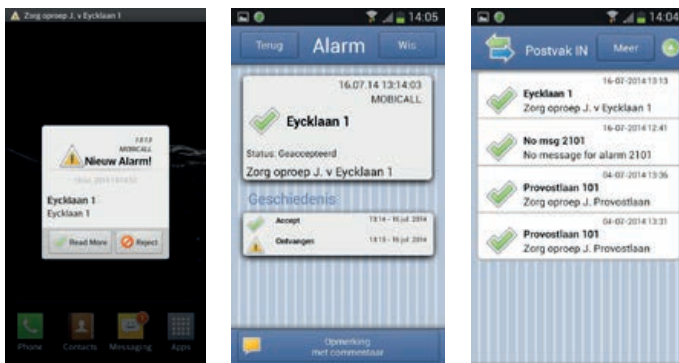 Zorg oproep J. v Eycklaan 1
MOBICALL
Nieuw Alarm!
Eycklaan 1
Eycklaan 1
Read More
Reject
Phone
Contacts
Messaging
Apps
14:05
Terug
Alarm
Wis
16.07.14 13:14:03
MOBICALL
Eycklaan 1
Status: Geaccepteerd
Zorg oproep J. v Eycklaan 1
Geschiedenis
Accept
13:14 - 16 jul. 2014
Ontvangen
13:13 - 16 jul. 2014
Opmerking
met commentaar
14:04
Postvak IN
Meer
16-07-2014 13:13
Eycklaan 1
Zorg oproep J. v Eycklaan 1
16-07-2014 12:41
No msg 2101
No message for alarm 2101
04-07-2014 13:36
Provostlaan 101
Zorg oproep J. Provostlaan
04-07-2014 13:31
Provostlaan 101
Zorg oproep J. Provostlaan